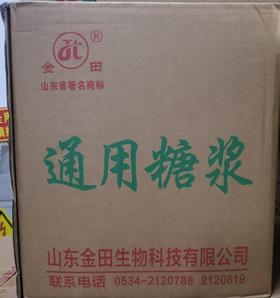 ®
金田
山东省著名商标
通用糖浆
山东金田生物科技有限公司
联系电话 0534-2120788 2120819